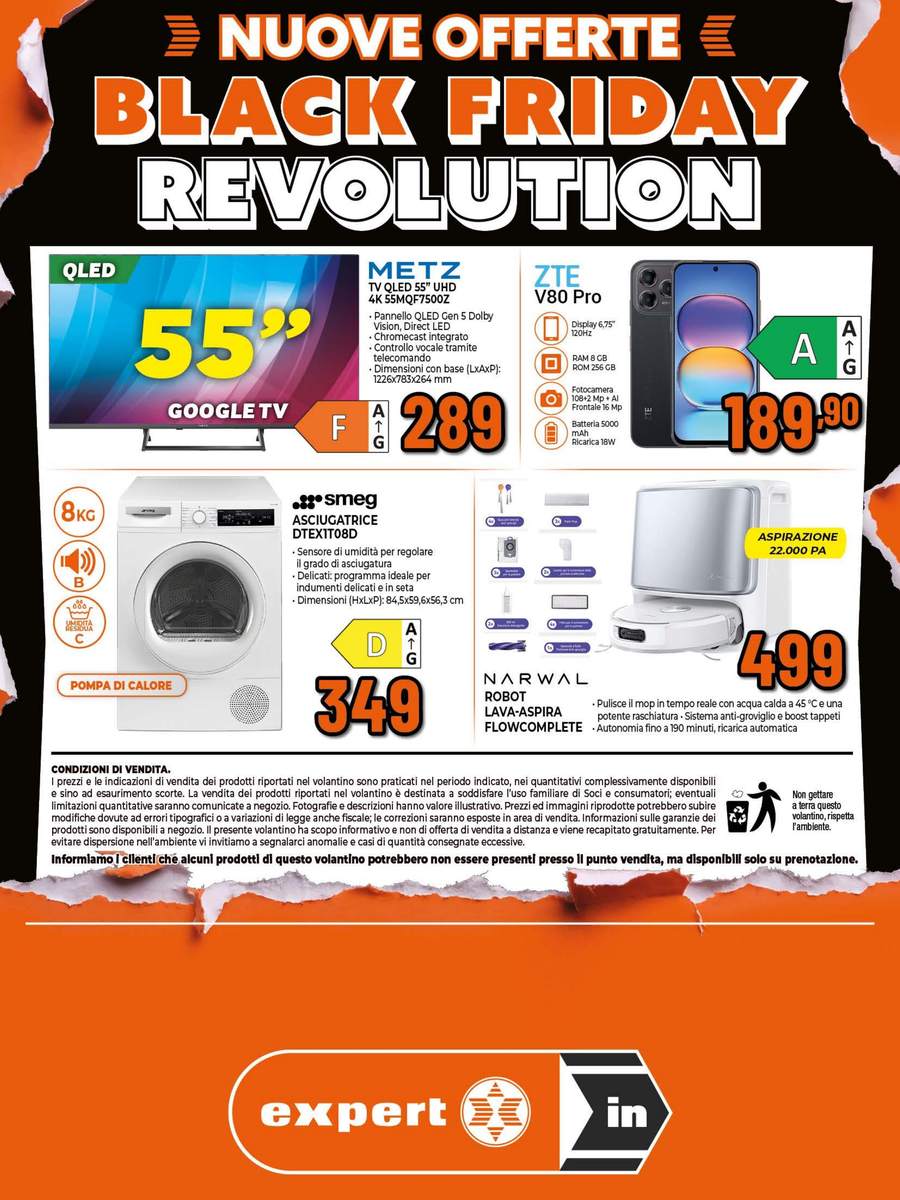 NUOVE OFFERTE
BLACK FRIDAY
REVOLUTION
QLED
55”
GOOGLE TV
METZ
TV QLED 55” UHD
4K 55MQF7500Z
• Pannello QLED Gen 5 Dolby
Vision, Direct LED
• Chromecast integrato
• Controllo vocale tramite
telecomando
• Dimensioni con base (LxAxP):
1226x783x264 mm
F
A
↑
G
289
ZTE
V80 Pro
Display 6,75”
120Hz
RAM 8 GB
ROM 256 GB
Fotocamera
108+2 Mp + AI
Frontale 16 Mp
Batteria 5000
mAh
Ricarica 18W
ZTE
A
A
↑
G
189,90
8KG
B
UMIDITÀ
RESIDUA
C
POMPA DI CALORE
smeg
smeg
ASCIUGATRICE
DTEX1T08D
• Sensore di umidità per regolare
il grado di asciugatura
• Delicati: programma ideale per
indumenti delicati e in seta
• Dimensioni (HxLxP): 84,5x59,6x56,3 cm
D
A
↑
G
349
ASPIRAZIONE
22.000 PA
499
NARWAL
ROBOT
LAVA-ASPIRA
FLOWCOMPLETE
• Pulisce il mop in tempo reale con acqua calda a 45 °C e una
potente raschiatura • Sistema anti-groviglio e boost tappeti
• Autonomia fino a 190 minuti, ricarica automatica
CONDIZIONI DI VENDITA.
I prezzi e le indicazioni di vendita dei prodotti riportati nel volantino sono praticati nel periodo indicato, nei quantitativi complessivamente disponibili
e sino ad esaurimento scorte. La vendita dei prodotti riportati nel volantino è destinata a soddisfare l’uso familiare di Soci e consumatori; eventuali
limitazioni quantitative saranno comunicate a negozio. Fotografie e descrizioni hanno valore illustrativo. Prezzi ed immagini riprodotte potrebbero subire
modifiche dovute ad errori tipografici o a variazioni di legge anche fiscale; le correzioni saranno esposte in area di vendita. Informazioni sulle garanzie dei
prodotti sono disponibili a negozio. Il presente volantino ha scopo informativo e non di offerta di vendita a distanza e viene recapitato gratuitamente. Per
evitare dispersione nell’ambiente vi invitiamo a segnalarci anomalie e casi di quantità consegnate eccessive.
Non gettare
a terra questo
volantino, rispetta
l’ambiente.
Informiamo i clienti che alcuni prodotti di questo volantino potrebbero non essere presenti presso il punto vendita, ma disponibili solo su prenotazione.
expert
in